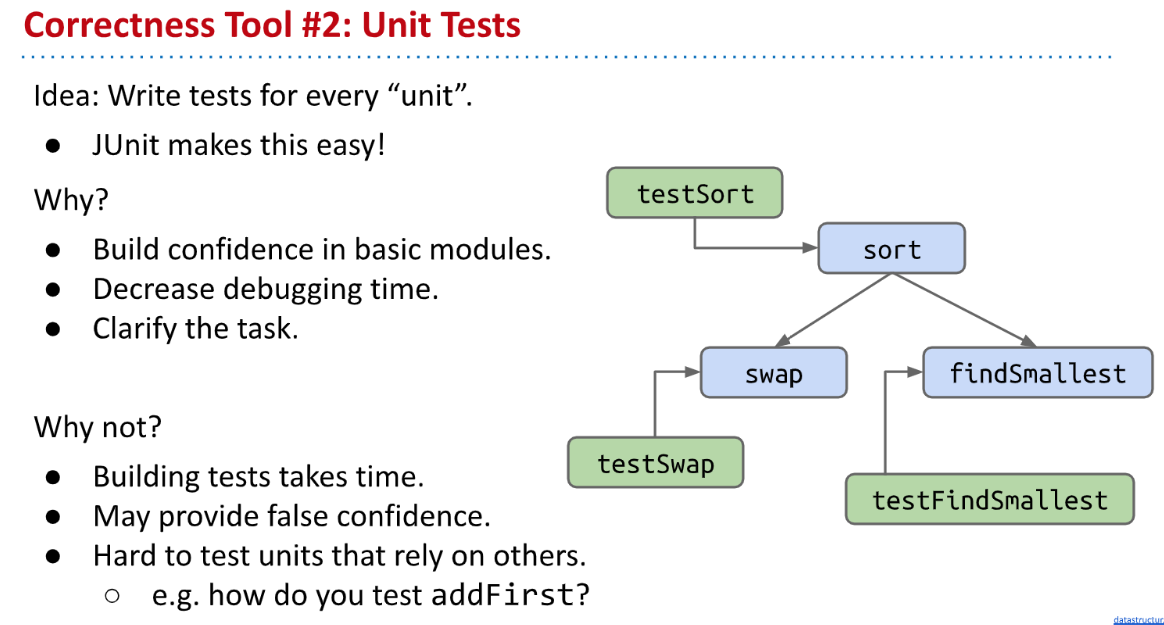 Correctness Tool #2: Unit Tests
Idea: Write tests for every “unit”.
● JUnit makes this easy!
Why?
● Build confidence in basic modules.
● Decrease debugging time.
● Clarify the task.
Why not?
● Building tests takes time.
● May provide false confidence.
● Hard to test units that rely on others.
○ e.g. how do you test addFirst?
testSort
sort
swap
findSmallest
testSwap
testFindSmallest
datastructur